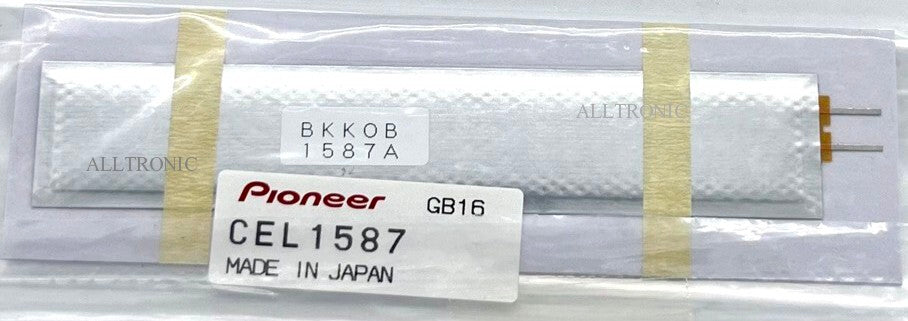 ALLTRONIC
BKKOB
1587A
ALLTRONIC
Pioneer GB16
CEL1587
MADE IN JAPAN